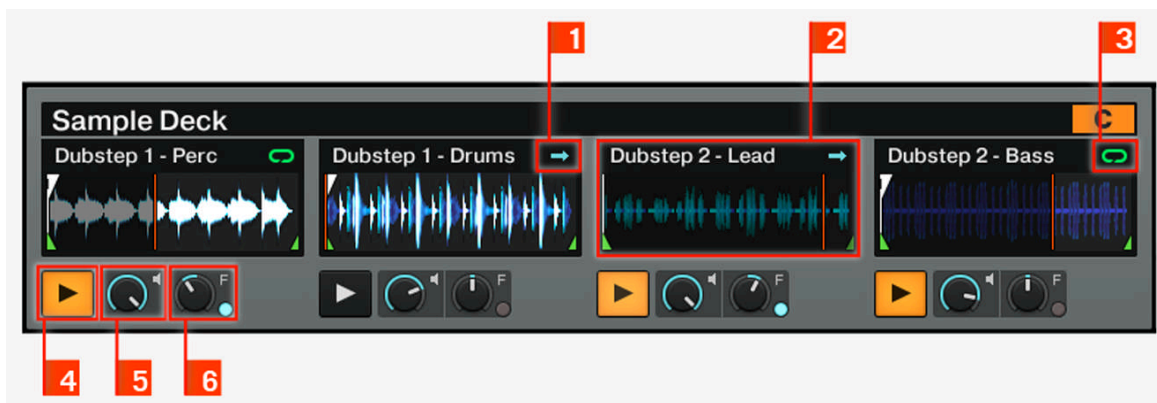 1 2 3
Sample Deck C
Dubstep 1 - Perc Dubstep 1 - Drums Dubstep 2 - Lead Dubstep 2 - Bass
F F F F
4 5 6